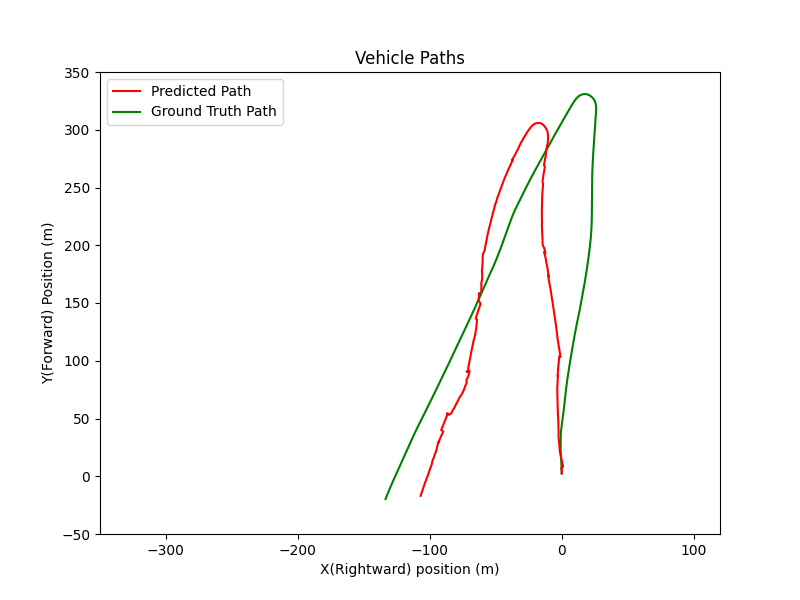 Vehicle Paths
Predicted Path
Ground Truth Path
350
300
250
200
150
100
50
0
−50
Y(Forward) Position (m)
−300
−200
−100
0
100
X(Rightward) position (m)